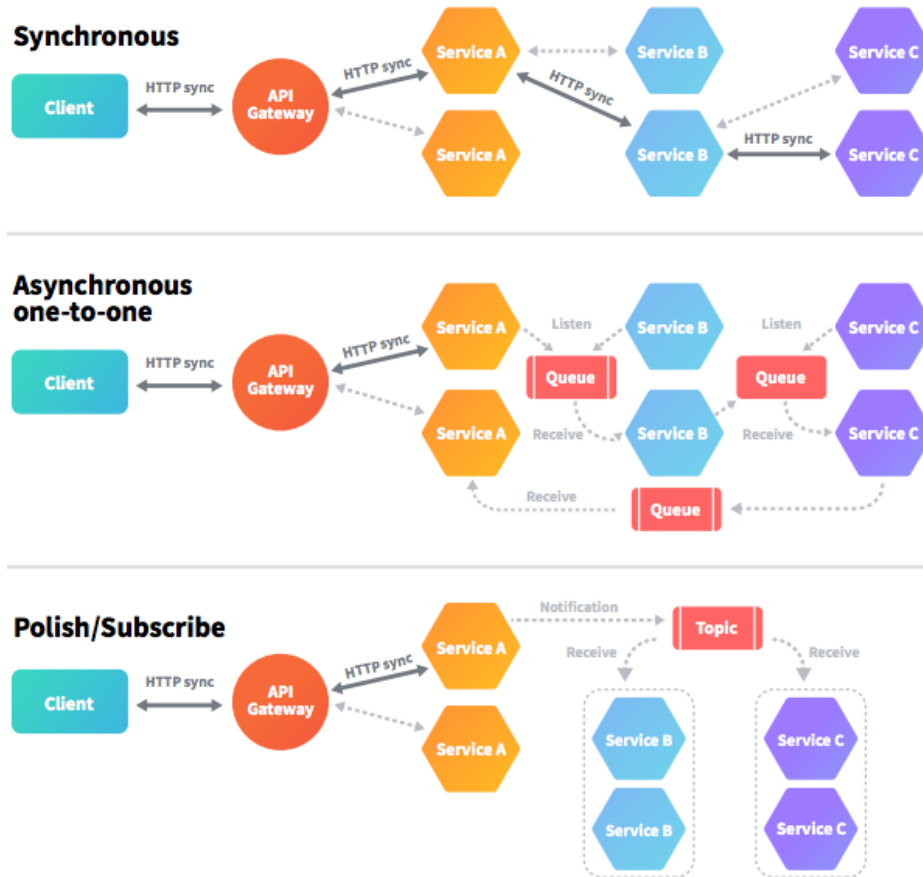 Synchronous
Client
HTTP sync
API
Gateway
HTTP sync
Service A
Service A
HTTP sync
Service B
Service B
HTTP sync
Service C
Service C
Asynchronous
one-to-one
Client
HTTP sync
API
Gateway
HTTP sync
Service A
Service A
Listen
Queue
Receive
Service B
Service B
Listen
Queue
Receive
Service C
Service C
Receive
Queue
Polish/Subscribe
Client
HTTP sync
API
Gateway
HTTP sync
Service A
Service A
Notification
Topic
Receive
Receive
Service B
Service B
Service C
Service C